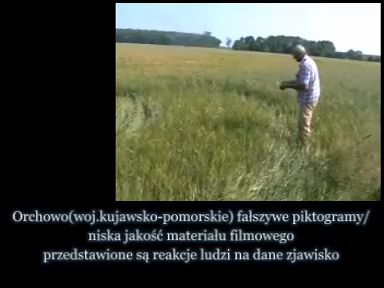 Orchowo(woj.kujawsko-pomorskie) fałszywe piktogramy/
niska jakość materiału filmowego
przedstawione są reakcje ludzi na dane zjawisko